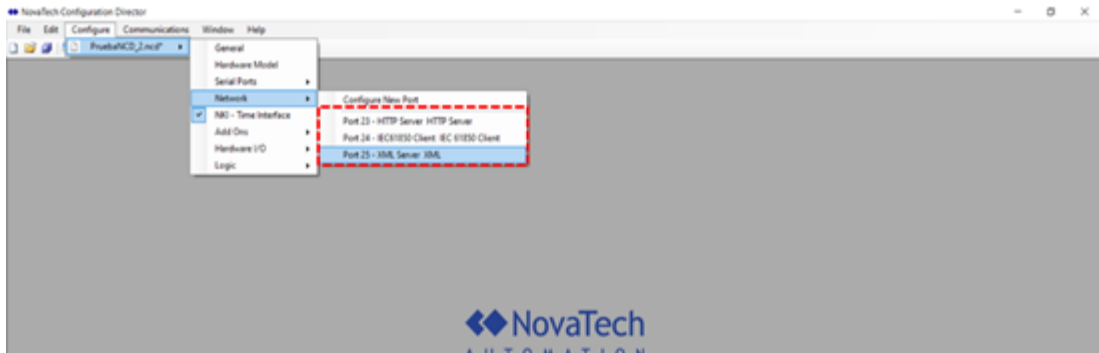 NovaTech Configuration Director
File Edit Configure Communications Window Help
PruebaNCD_2.ncd*
General
Hardware Model
Serial Ports
Network
NKI - Time Interface
Add Ons
Hardware I/O
Logic
Configure New Port
Port 23 - HTTP Server HTTP Server
Port 24 - IEC61850 Client IEC 61850 Client
Port 25 - XML Server XML
NovaTech
AUTOMATION